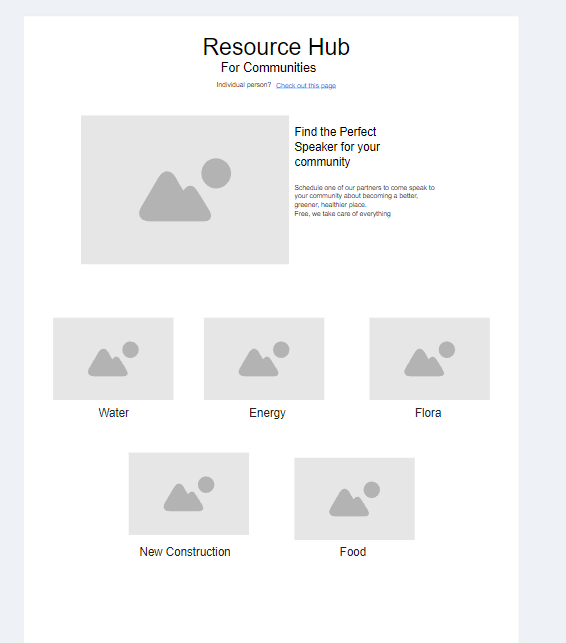 Resource Hub
For Communities
Individual person? Check out this page
Find the Perfect
Speaker for your
community
Schedule one of our partners to come speak to
your community about becoming a better,
greener, healthier place.
Free, we take care of everything
Water
Energy
Flora
New Construction
Food